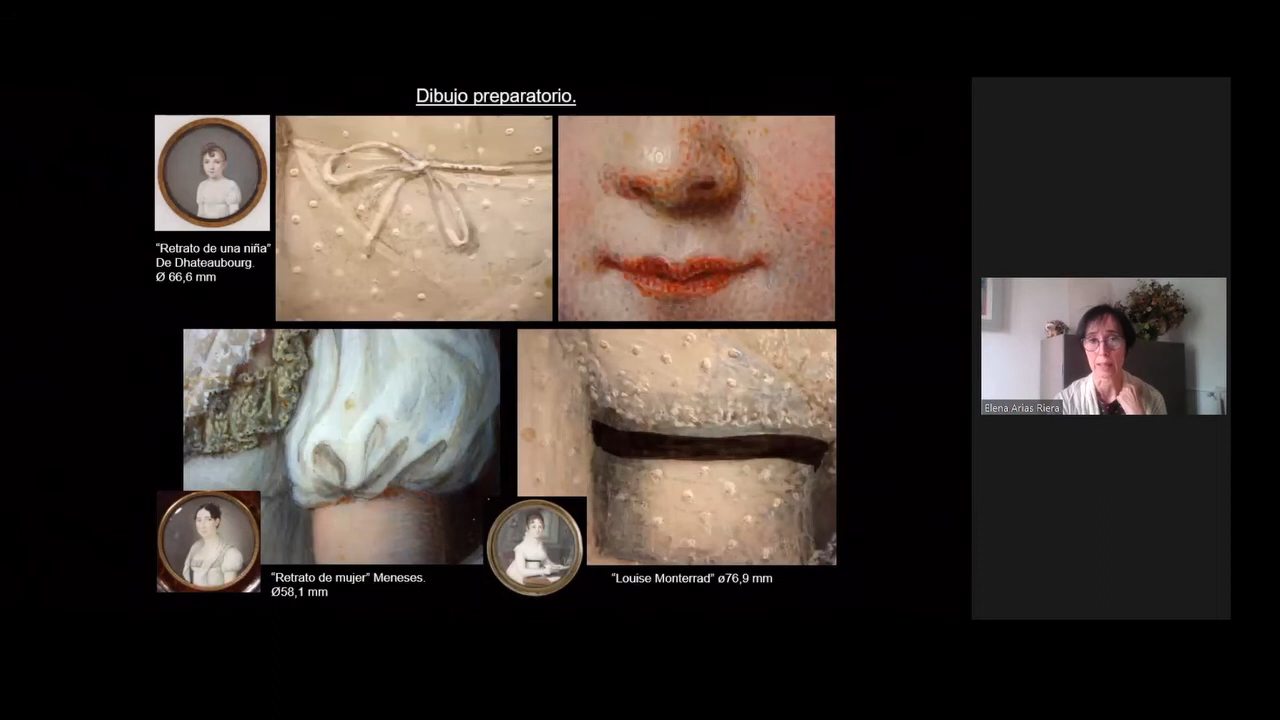 Dibujo preparatorio.
“Retrato de una niña”
De Dhateaubourg.
Ø 66,6 mm
Elena Arias Riera
“Retrato de mujer” Meneses.
Ø58,1 mm
“Louise Monterrad” ø76,9 mm